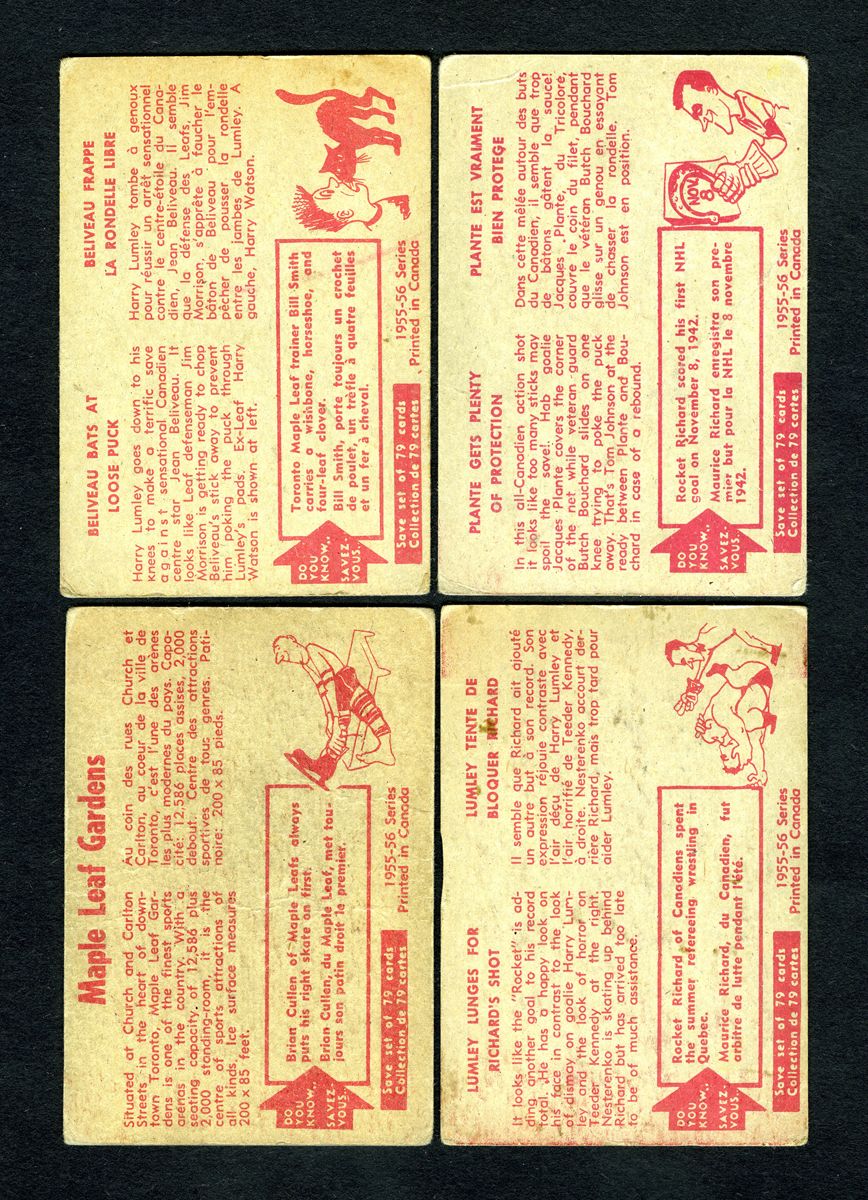 Maple Leaf Gardens
Situated at Church and Carlton
Streets in the heart of down-
town Toronto, Maple Leaf Gar-
dens is one of the finest sports
arenas in the country. With a
seating capacity of 12,586 plus
2,000 standing-room, it is the
centre of sports attractions of
all kinds. Ice surface measures
200 x 85 feet.
Au coin des rues Church et
Carlton, au coeur de la ville de
Toronto, c'est l'une des arènes
les plus modernes du pays. Capa-
cité: 12,586 places assises, 2,000
debout. Centre des attractions
sportives de tous genres. Pati-
noire: 200 x 85 pieds.
DO
YOU
KNOW..
SAVEZ-
VOUS.
Brian Cullen of Maple Leafs always
puts his right skate on first.
Brian Cullen, du Maple Leaf, met tou-
jours son patin droit le premier.
Save set of 79 cards
Collection de 79 cartes
1955-56 Series
Printed in Canada
BELIVEAU BATS AT
LOOSE PUCK
Harry Lumley goes down to his
knees to make a terrific save
against sensational Canadien
centre star Jean Beliveau. It
looks like Leaf defenseman Jim
Morrison is getting ready to chop
Beliveau's stick away to prevent
him poking the puck through
Lumley's pads. Ex-Leaf Harry
Watson is shown at left.
BELIVEAU FRAPPE
LA RONDELLE LIBRE
Harry Lumley tombe à genoux
pour réussir un arrêt sensationnel
contre le centre-étoile du Cana-
dien, Jean Beliveau. Il semble
que la défense des Leafs, Jim
Morrison, s'apprête à faucher le
bâton de Beliveau pour l'em-
pêcher de pousser la rondelle
entre les jambes de Lumley. A
gauche, Harry Watson.
DO
YOU
KNOW..
SAVEZ-
VOUS.
Toronto Maple Leaf trainer Bill Smith
carries a wishbone, horseshoe, and
four-leaf clover.
Bill Smith, porte toujours un crochet
de poulet, un trèfle à quatre feuilles
et un fer à cheval.
Save set of 79 cards
Collection de 79 cartes
1955-56 Series
Printed in Canada
LUMLEY LUNGES FOR
RICHARD'S SHOT
It looks like the "Rocket" is ad-
ding another goal to his record
total. He has a happy look on
his face in contrast to the look
of dismay on goalie Harry Lum-
ley and the look of horror on
Teeder Kennedy at the right.
Nesterenko is skating up behind
Richard but has arrived too late
to be of much assistance.
LUMLEY TENTE DE
BLOQUER RICHARD
Il semble que Richard ait ajouté
un autre but à son record. Son
expression réjouie contraste avec
l'air déçu de Harry Lumley et
l'air horrifié de Teeder Kennedy,
à droite. Nesterenko accourt der-
rière Richard, mais trop tard pour
aider Lumley.
DO
YOU
KNOW..
SAVEZ-
VOUS.
Rocket Richard of Canadiens spent
the summer refereeing wrestling in
Quebec.
Maurice Richard, du Canadien, fut
arbitre de lutte pendant l'été.
Save set of 79 cards
Collection de 79 cartes
1955-56 Series
Printed in Canada
PLANTE GETS PLENTY
OF PROTECTION
In this all-Canadien action shot
it looks like too many sticks may
spoil the save! Hab goalie
Jacques Plante covers the corner
of the net while veteran guard
Butch Bouchard slides on one
knee trying to poke the puck
away. That's Tom Johnson at the
ready between Plante and Bou-
chard in case of a rebound.
PLANTE EST VRAIMENT
BIEN PROTEGE
Dans cette mêlée autour des buts
du Canadien, il semble que trop
de bâtons gâtent la sauce!
Jacques Plante, du Tricoloré,
couvre le coin du filet, pendant
que le vétéran Butch Bouchard
glisse sur un genou en essayant
de chasser la rondelle. Tom
Johnson est en position.
NOV.
8
DO
YOU
KNOW..
SAVEZ-
VOUS.
Rocket Richard scored his first NHL
goal on November 8, 1942.
Maurice Richard enregistra son pre-
mier but pour la NHL le 8 novembre
1942.
Save set of 79 cards
Collection de 79 cartes
1955-56 Series
Printed in Canada